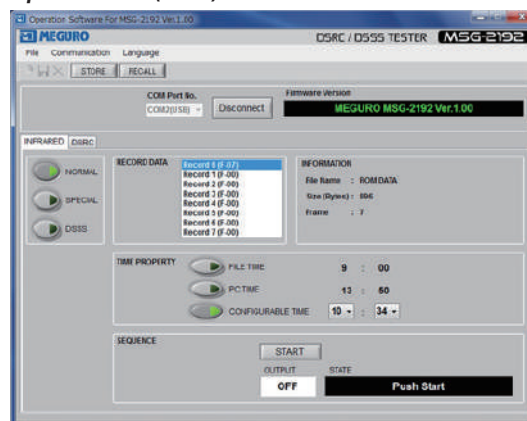 Operation Software For MSG-2192 Ver.1.00
MEGURO
DSRC / DSSS TESTER
MSG-2192
File Communication Language
STORE RECALL
COM Port No.
COM2(USB)
Disconnect
Firmware Version
MEGURO MSG-2192 Ver.1.00
INFRARED DSRC
NORMAL
SPECIAL
DSSS
RECORD DATA
Record 0 (F-07)
Record 1 (F-00)
Record 2 (F-00)
Record 3 (F-00)
Record 4 (F-00)
Record 5 (F-00)
Record 6 (F-00)
Record 7 (F-00)
INFORMATION
File Name : ROMDATA
Size (Bytes) : 896
Frame : 7
TIME PROPERTY
FILE TIME 9 : 00
PC TIME 13 : 50
CONFIGURABLE TIME 10 : 34
SEQUENCE
START
OUTPUT STATE
OFF Push Start